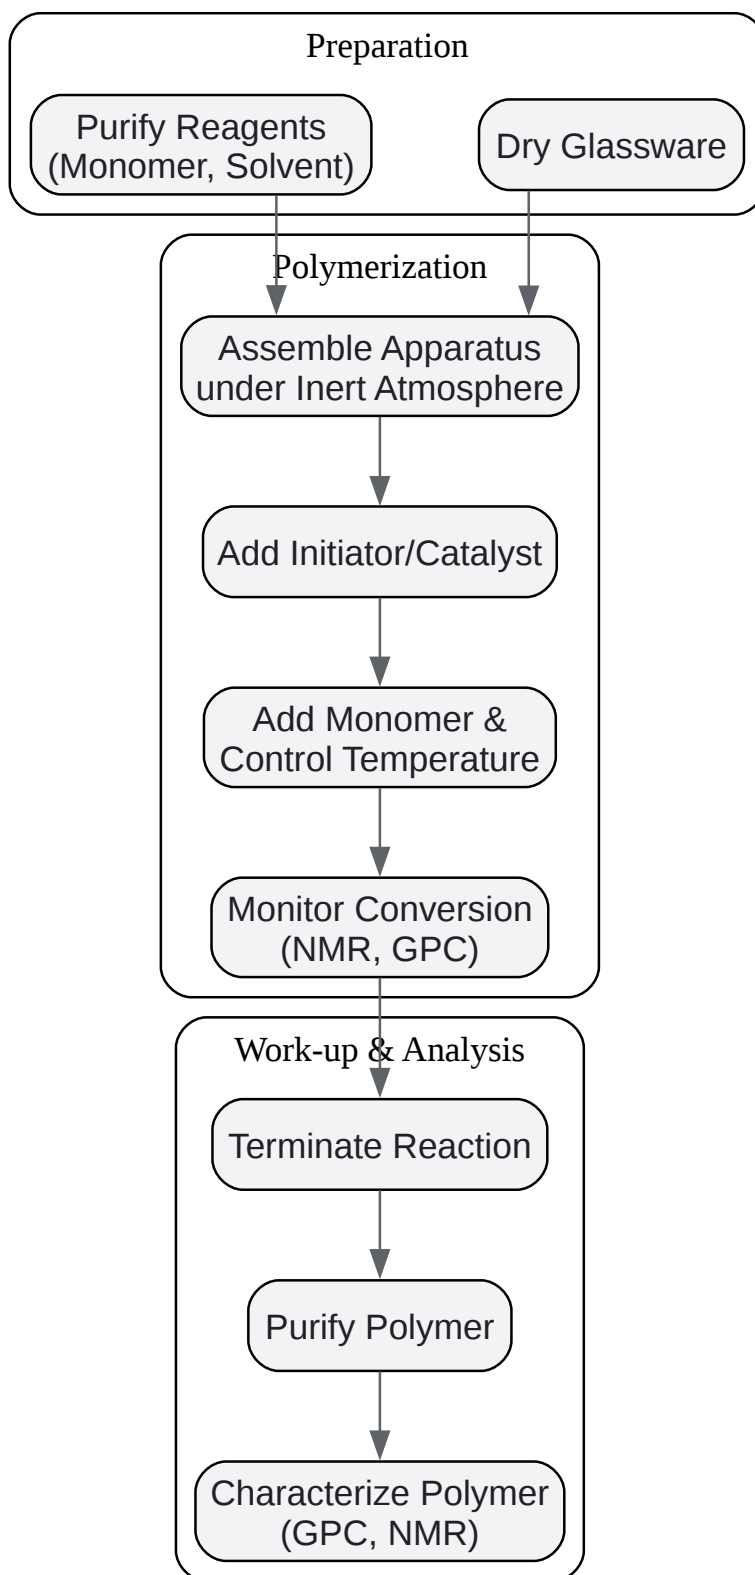 Preparation
Purify Reagents
(Monomer, Solvent)
Dry Glassware
Polymerization
Assemble Apparatus
under Inert Atmosphere
Add Initiator/Catalyst
Add Monomer &
Control Temperature
Monitor Conversion
(NMR, GPC)
Work-up & Analysis
Terminate Reaction
Purify Polymer
Characterize Polymer
(GPC, NMR)